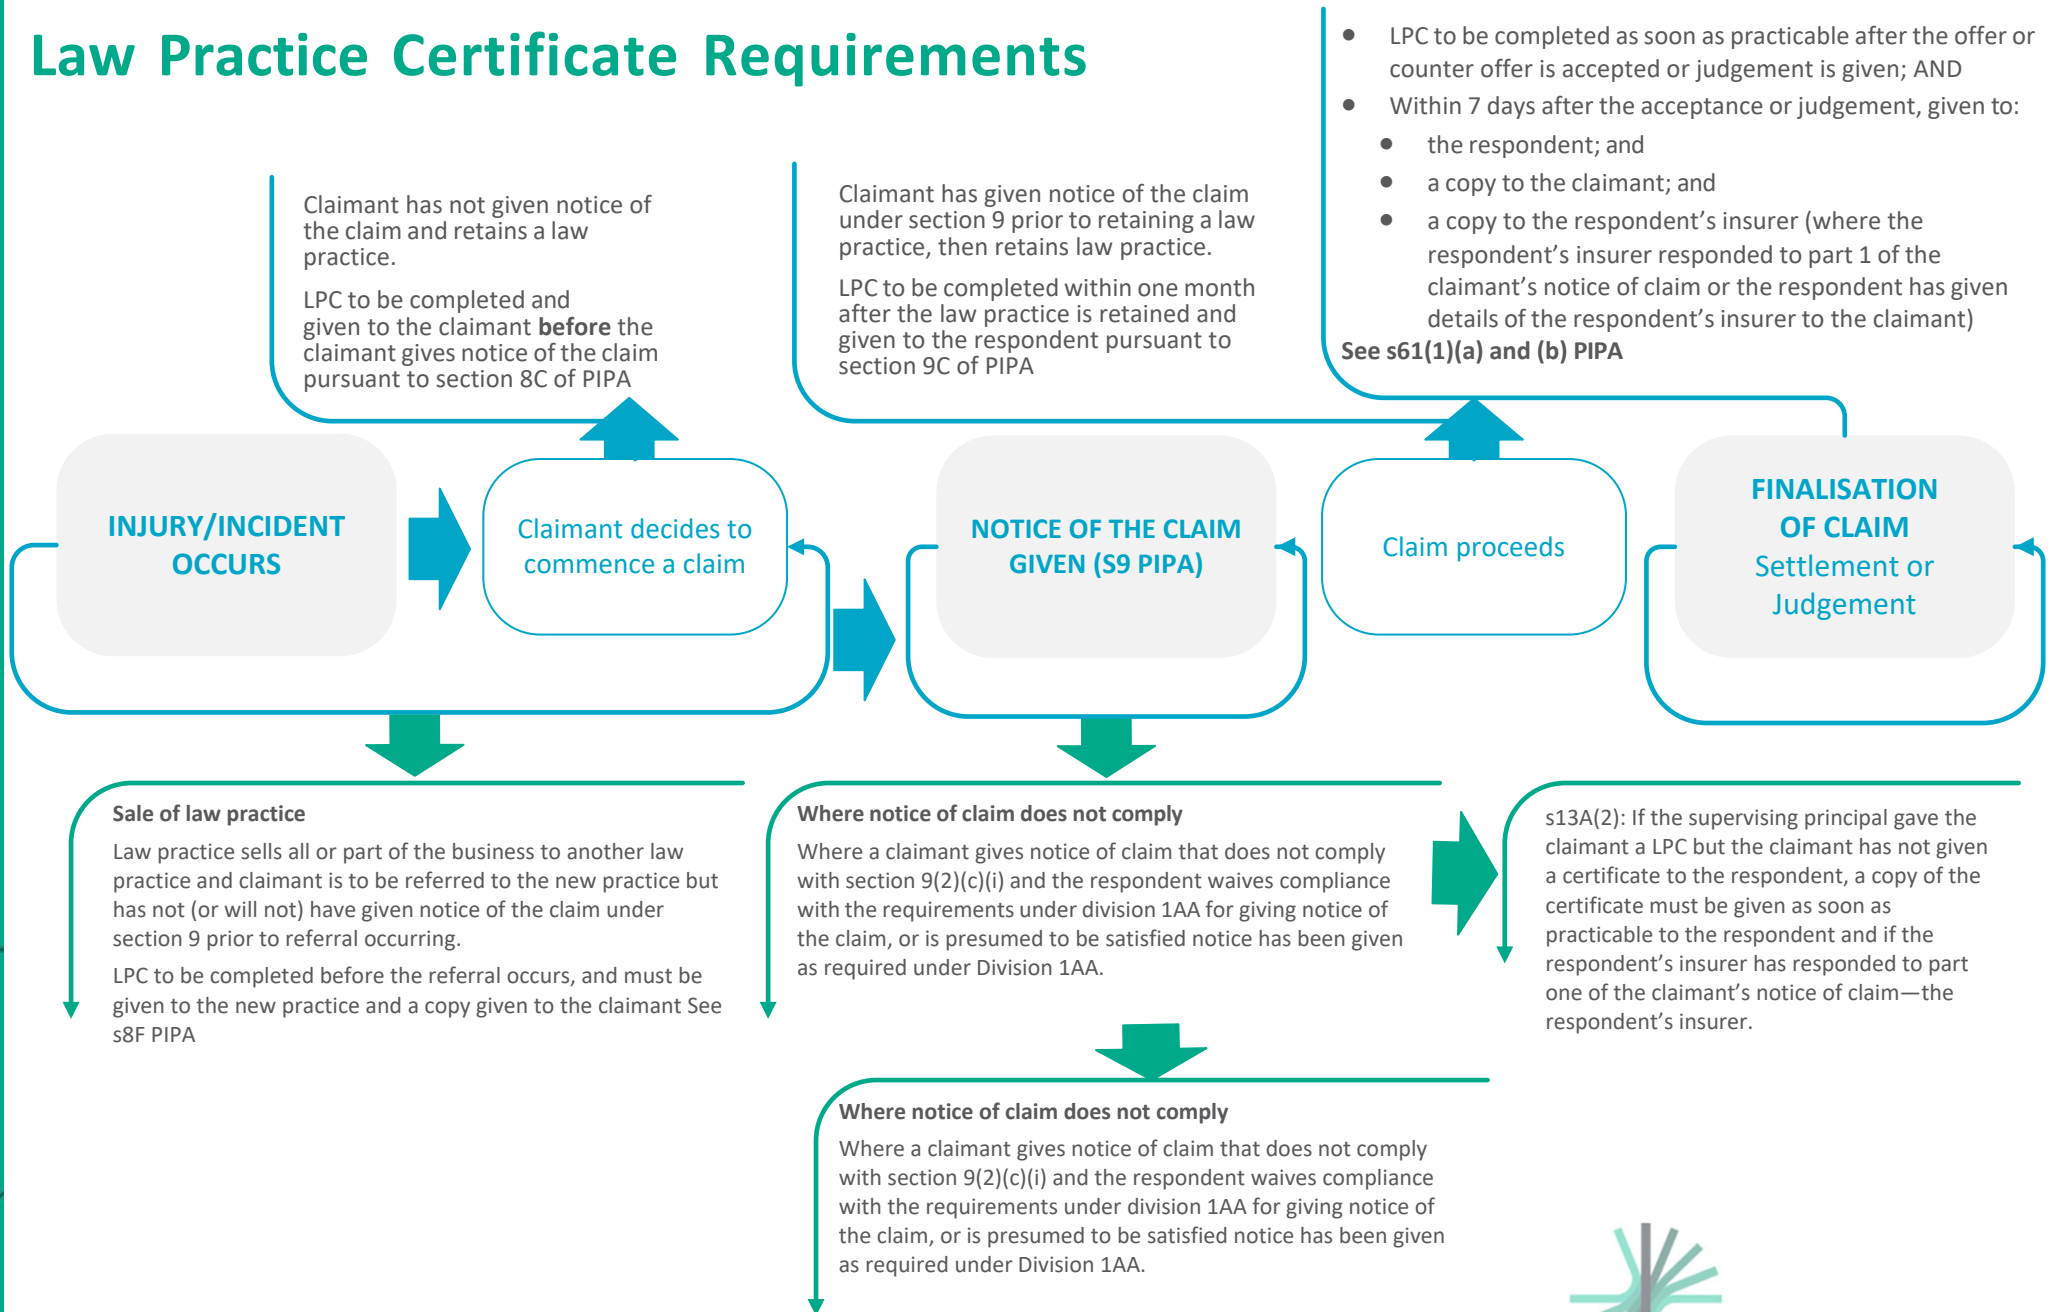 Law Practice Certificate Requirements
• LPC to be completed as soon as practicable after the offer or
counter offer is accepted or judgement is given; AND
• Within 7 days after the acceptance or judgement, given to:
• the respondent; and
• a copy to the claimant; and
• a copy to the respondent’s insurer (where the
respondent’s insurer responded to part 1 of the
claimant’s notice of claim or the respondent has given
details of the respondent’s insurer to the claimant)
See s61(1)(a) and (b) PIPA
Claimant has not given notice of
the claim and retains a law
practice.
LPC to be completed and
given to the claimant before the
claimant gives notice of the claim
pursuant to section 8C of PIPA
Claimant has given notice of the claim
under section 9 prior to retaining a law
practice, then retains law practice.
LPC to be completed within one month
after the law practice is retained and
given to the respondent pursuant to
section 9C of PIPA
INJURY/INCIDENT
OCCURS
Claimant decides to
commence a claim
NOTICE OF THE CLAIM
GIVEN (S9 PIPA)
Claim proceeds
FINALISATION
OF CLAIM
Settlement or
Judgement
Sale of law practice
Law practice sells all or part of the business to another law
practice and claimant is to be referred to the new practice but
has not (or will not) have given notice of the claim under
section 9 prior to referral occurring.
LPC to be completed before the referral occurs, and must be
given to the new practice and a copy given to the claimant See
s8F PIPA
Where notice of claim does not comply
Where a claimant gives notice of claim that does not comply
with section 9(2)(c)(i) and the respondent waives compliance
with the requirements under division 1AA for giving notice of
the claim, or is presumed to be satisfied notice has been given
as required under Division 1AA.
s13A(2): If the supervising principal gave the
claimant a LPC but the claimant has not given
a certificate to the respondent, a copy of the
certificate must be given as soon as
practicable to the respondent and if the
respondent’s insurer has responded to part
one of the claimant’s notice of claim—the
respondent’s insurer.
Where notice of claim does not comply
Where a claimant gives notice of claim that does not comply
with section 9(2)(c)(i) and the respondent waives compliance
with the requirements under division 1AA for giving notice of
the claim, or is presumed to be satisfied notice has been given
as required under Division 1AA.